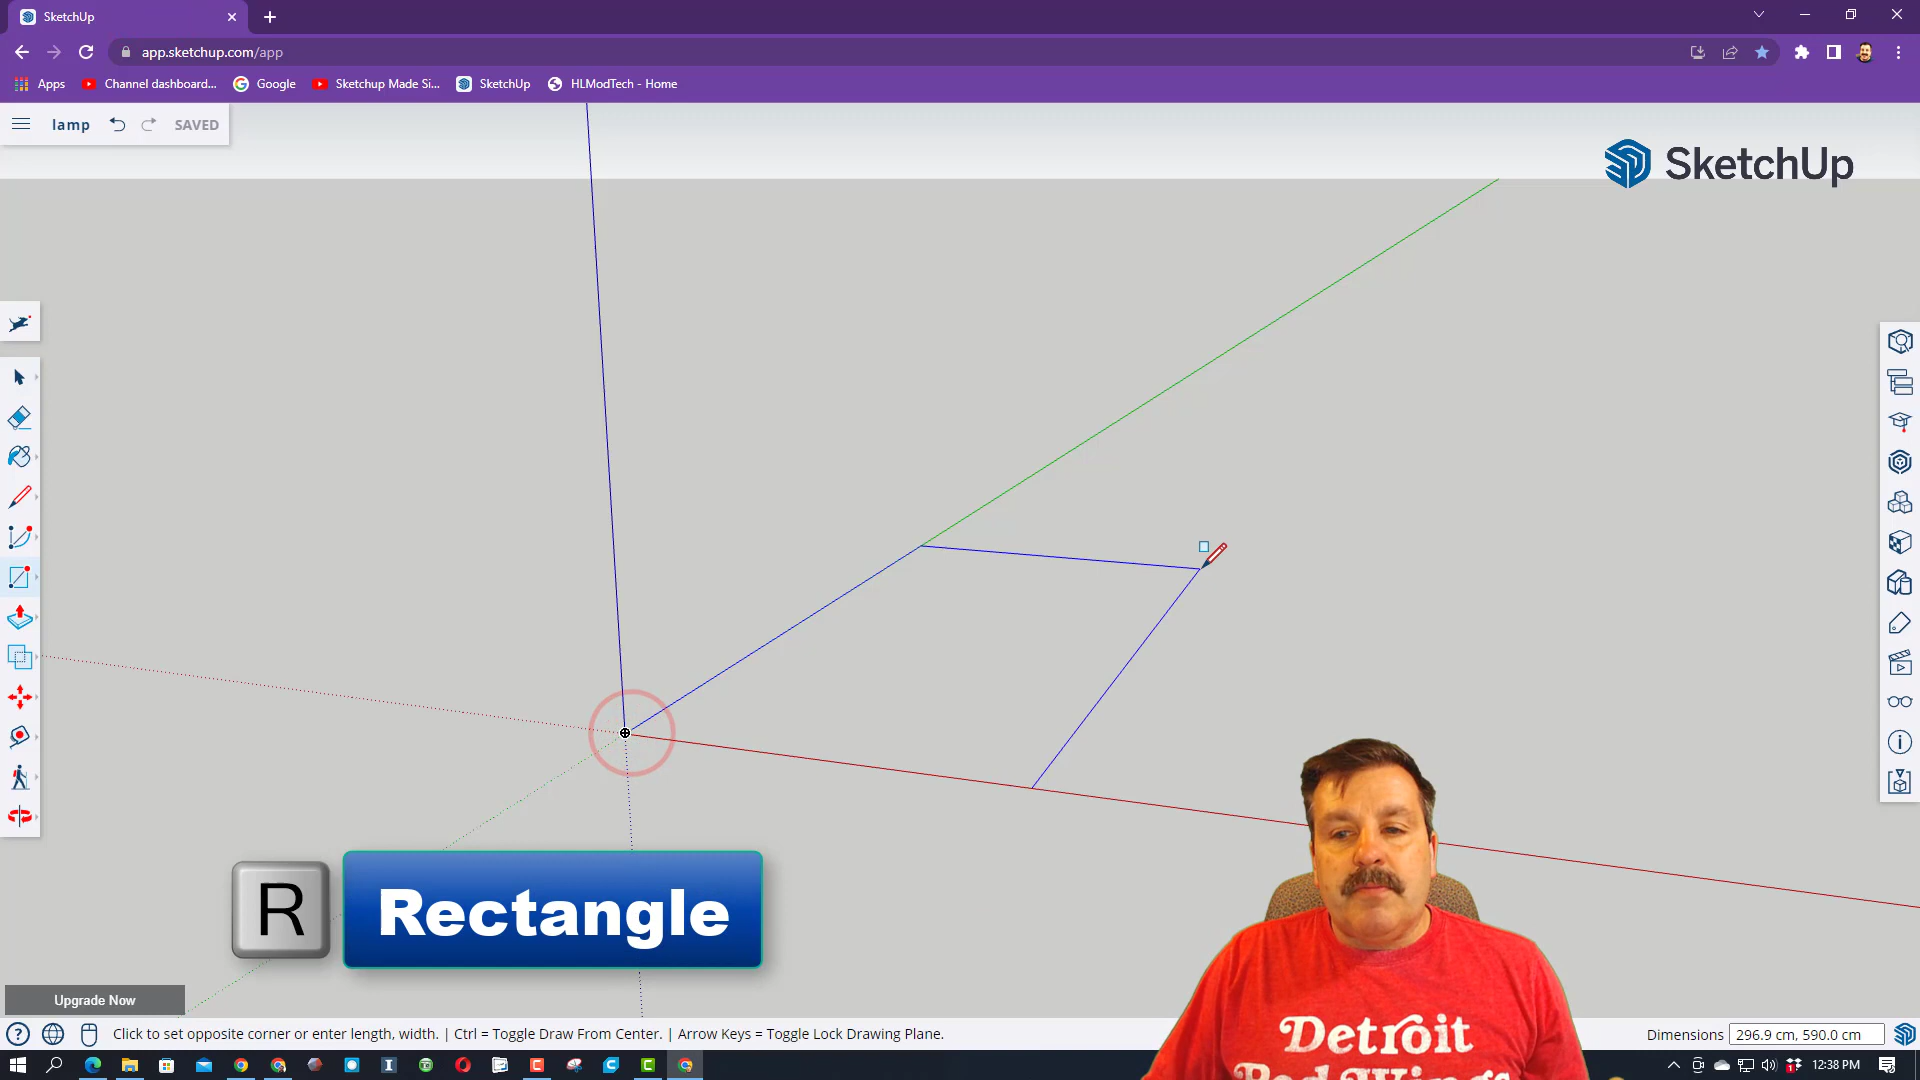 SketchUp
app.sketchup.com/app
Apps
Channel dashboard...
Google
Sketchup Made Si...
SketchUp
HLModTech - Home
lamp
SAVED
SketchUp
R
Rectangle
Upgrade Now
Click to set opposite corner or enter length, width. | Ctrl = Toggle Draw From Center. | Arrow Keys = Toggle Lock Drawing Plane.
Dimensions
296.9 cm, 590.0 cm
Detroit
Red Wings
12:38 PM